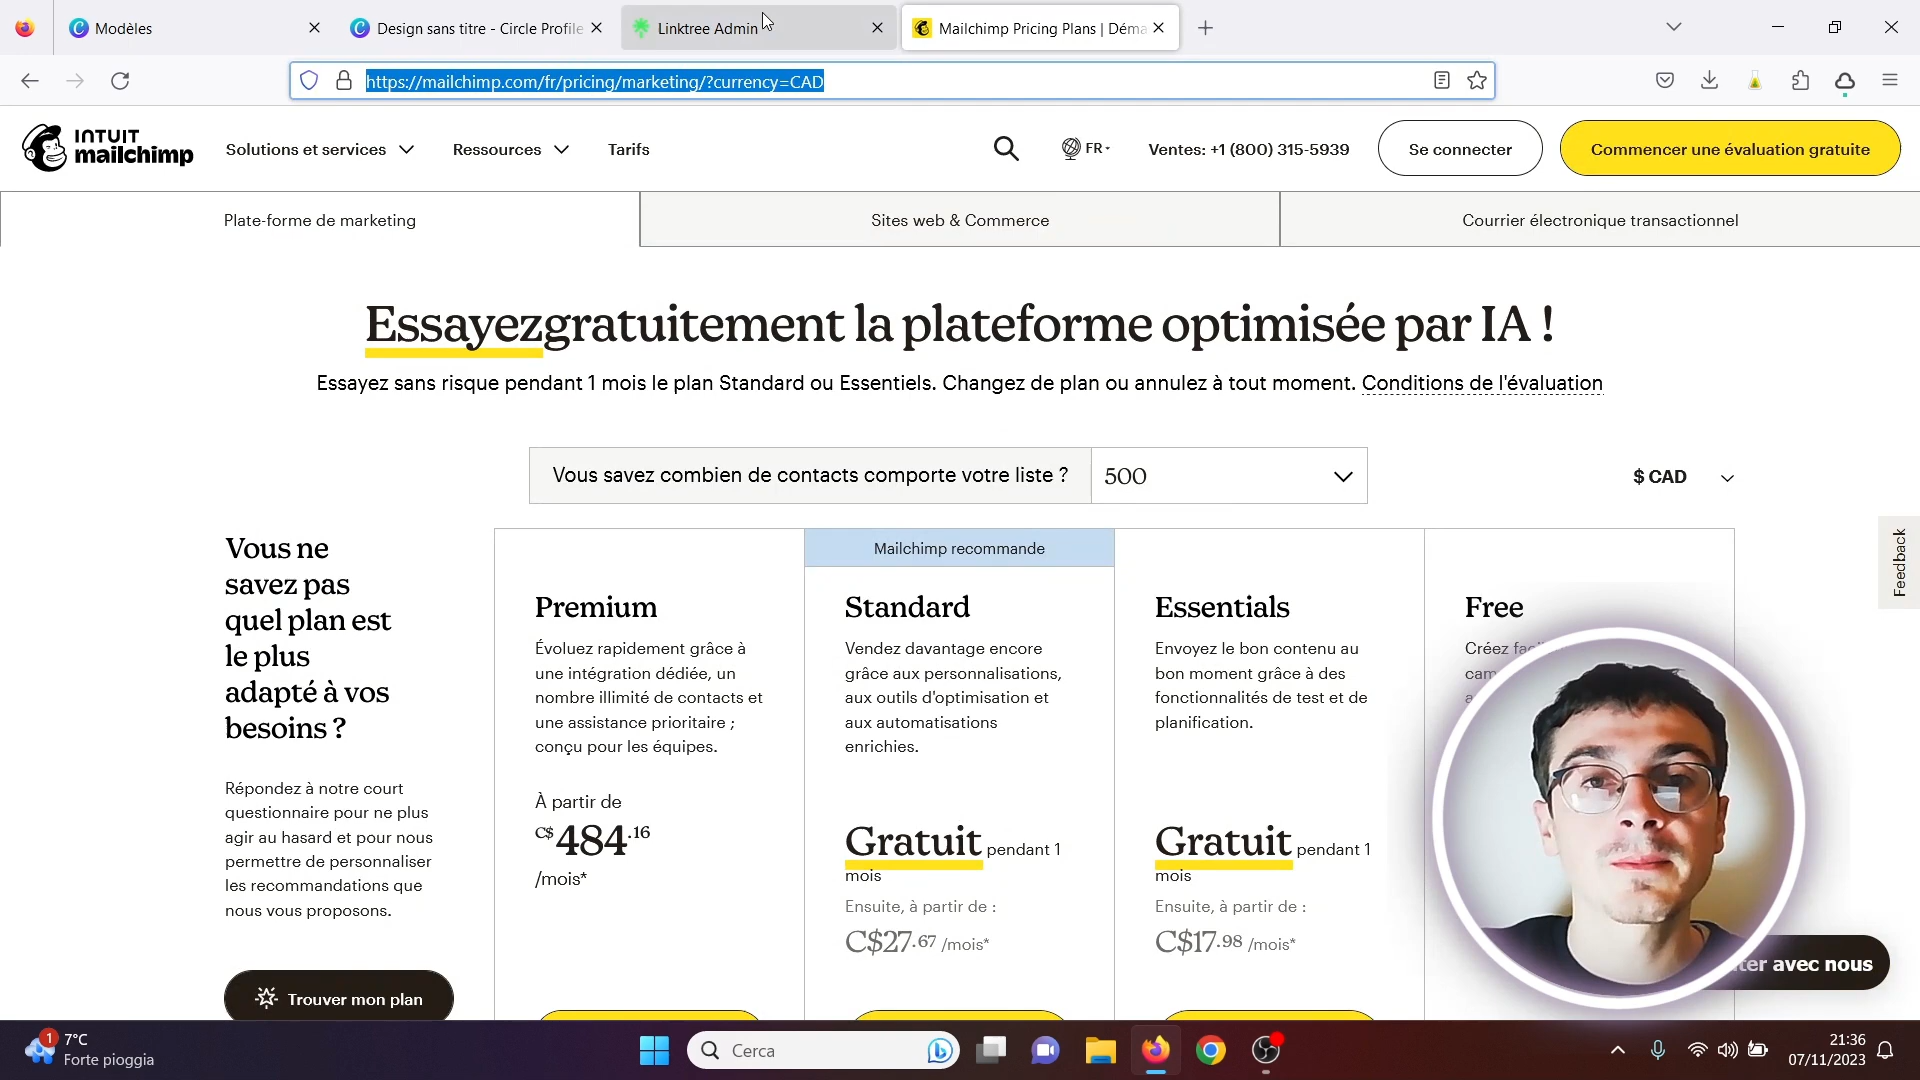 Modèles
Design sans titre - Circle Profile
Linktree Admin
Mailchimp Pricing Plans | Déma
https://mailchimp.com/fr/pricing/marketing/?currency=CAD
INTUIT
mailchimp
Solutions et services
Ressources
Tarifs
FR
Ventes: +1 (800) 315-5939
Se connecter
Commencer une évaluation gratuite
Plate-forme de marketing
Sites web & Commerce
Courrier électronique transactionnel
Essayezgratuitement la plateforme optimisée par IA !
Essayez sans risque pendant 1 mois le plan Standard ou Essentiels. Changez de plan ou annulez à tout moment. Conditions de l'évaluation
Vous savez combien de contacts comporte votre liste ?
500
$ CAD
Feedback
Vous ne
savez pas
quel plan est
le plus
adapté à vos
besoins ?
Répondez à notre court
questionnaire pour ne plus
agir au hasard et pour nous
permettre de personnaliser
les recommandations que
nous vous proposons.
Trouver mon plan
Premium
Évoluez rapidement grâce à
une intégration dédiée, un
nombre illimité de contacts et
une assistance prioritaire ;
conçu pour les équipes.
À partir de
C$484.16
/mois*
Mailchimp recommande
Standard
Vendez davantage encore
grâce aux personnalisations,
aux outils d'optimisation et
aux automatisations
enrichies.
Gratuit pendant 1
mois
Ensuite, à partir de :
C$27.67 /mois*
Essentials
Envoyez le bon contenu au
bon moment grâce à des
fonctionnalités de test et de
planification.
Gratuit pendant 1
mois
Ensuite, à partir de :
C$17.98 /mois*
Free
Créez
avec nous
1
7°C
Forte pioggia
Cerca
21:36
07/11/2023